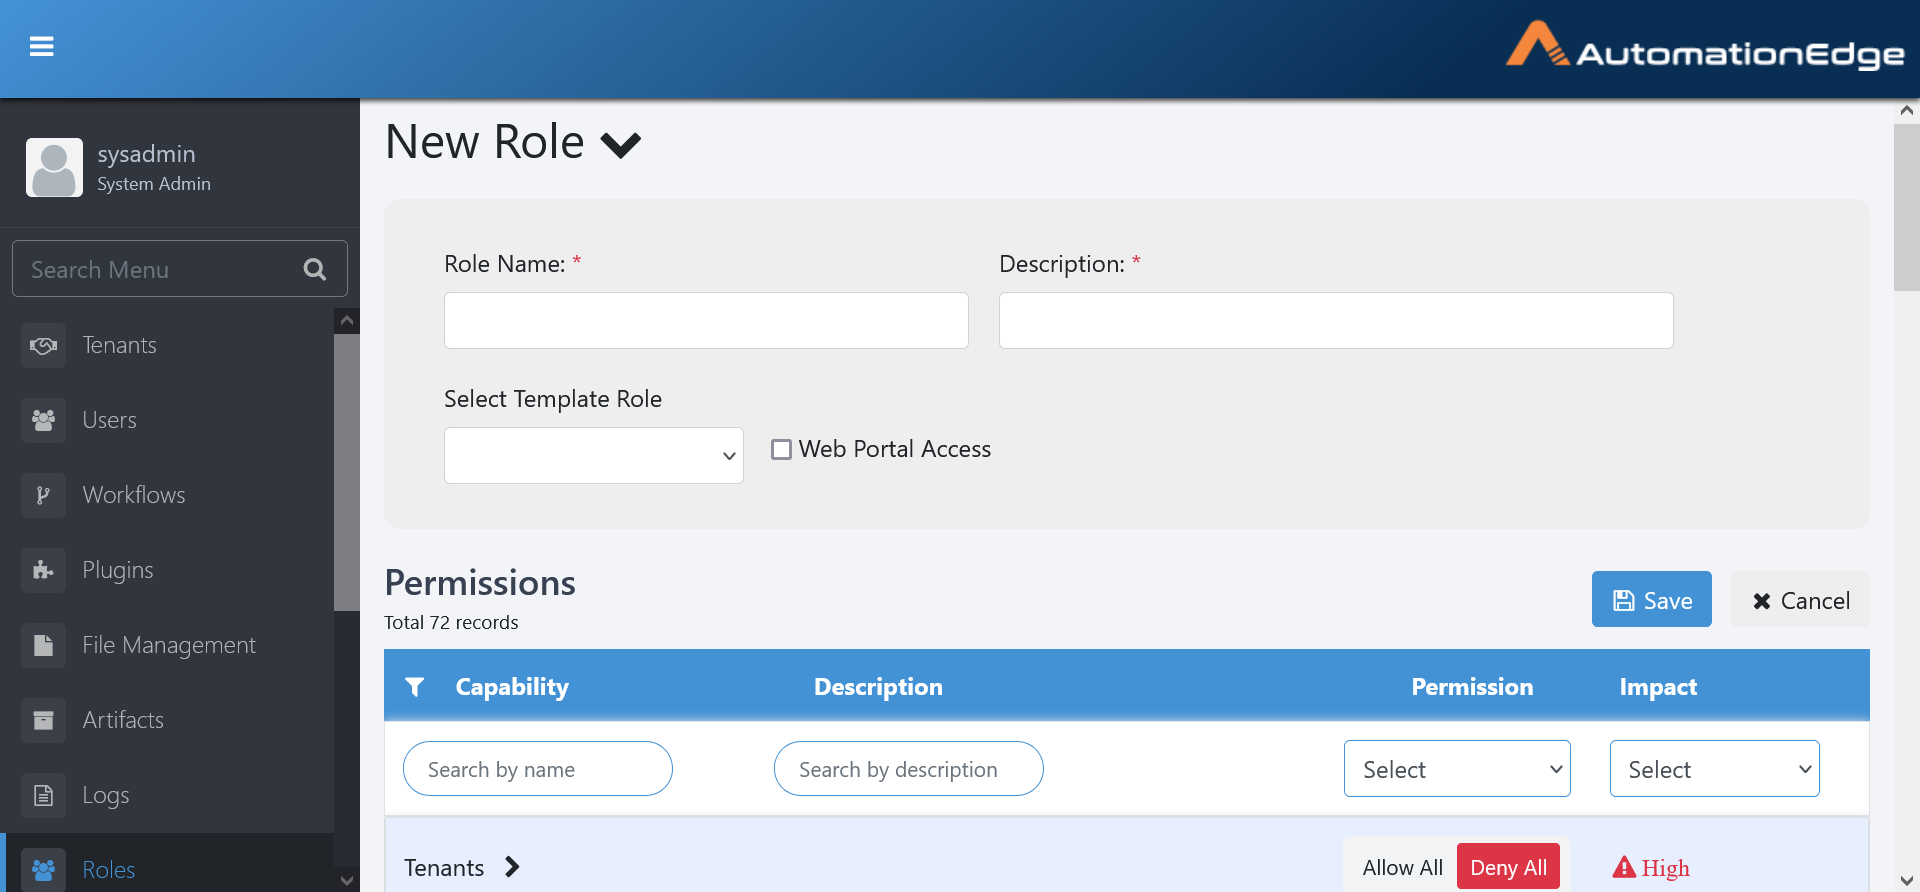 AutomationEdge
sysadmin
System Admin
Search Menu
Tenants
Users
Workflows
Plugins
File Management
Artifacts
Logs
Roles
New Role
Role Name: *
Description: *
Select Template Role
Web Portal Access
Permissions
Total 72 records
Save
Cancel
Capability Description Permission Impact
Search by name Search by description Select Select
Tenants Allow All Deny All High